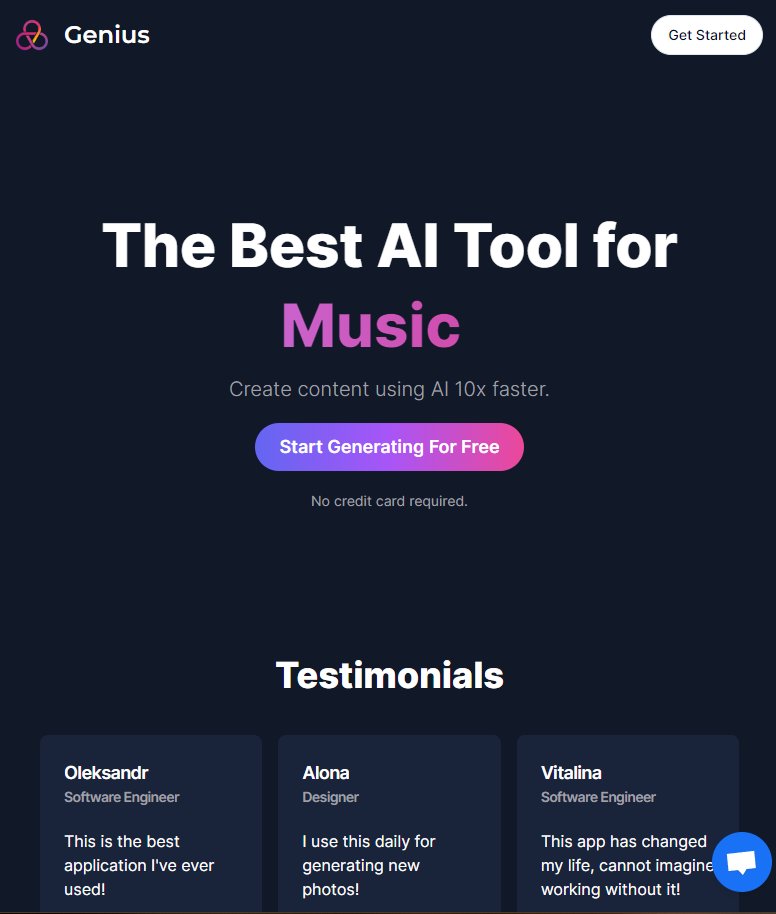 Genius
Get Started
The Best AI Tool for
Music
Create content using AI 10x faster.
Start Generating For Free
No credit card required.
Testimonials
Oleksandr
Software Engineer
This is the best
application I've ever
used!
Alona
Designer
I use this daily for
generating new
photos!
Vitalina
Software Engineer
This app has changed
my life, cannot imagine
working without it!